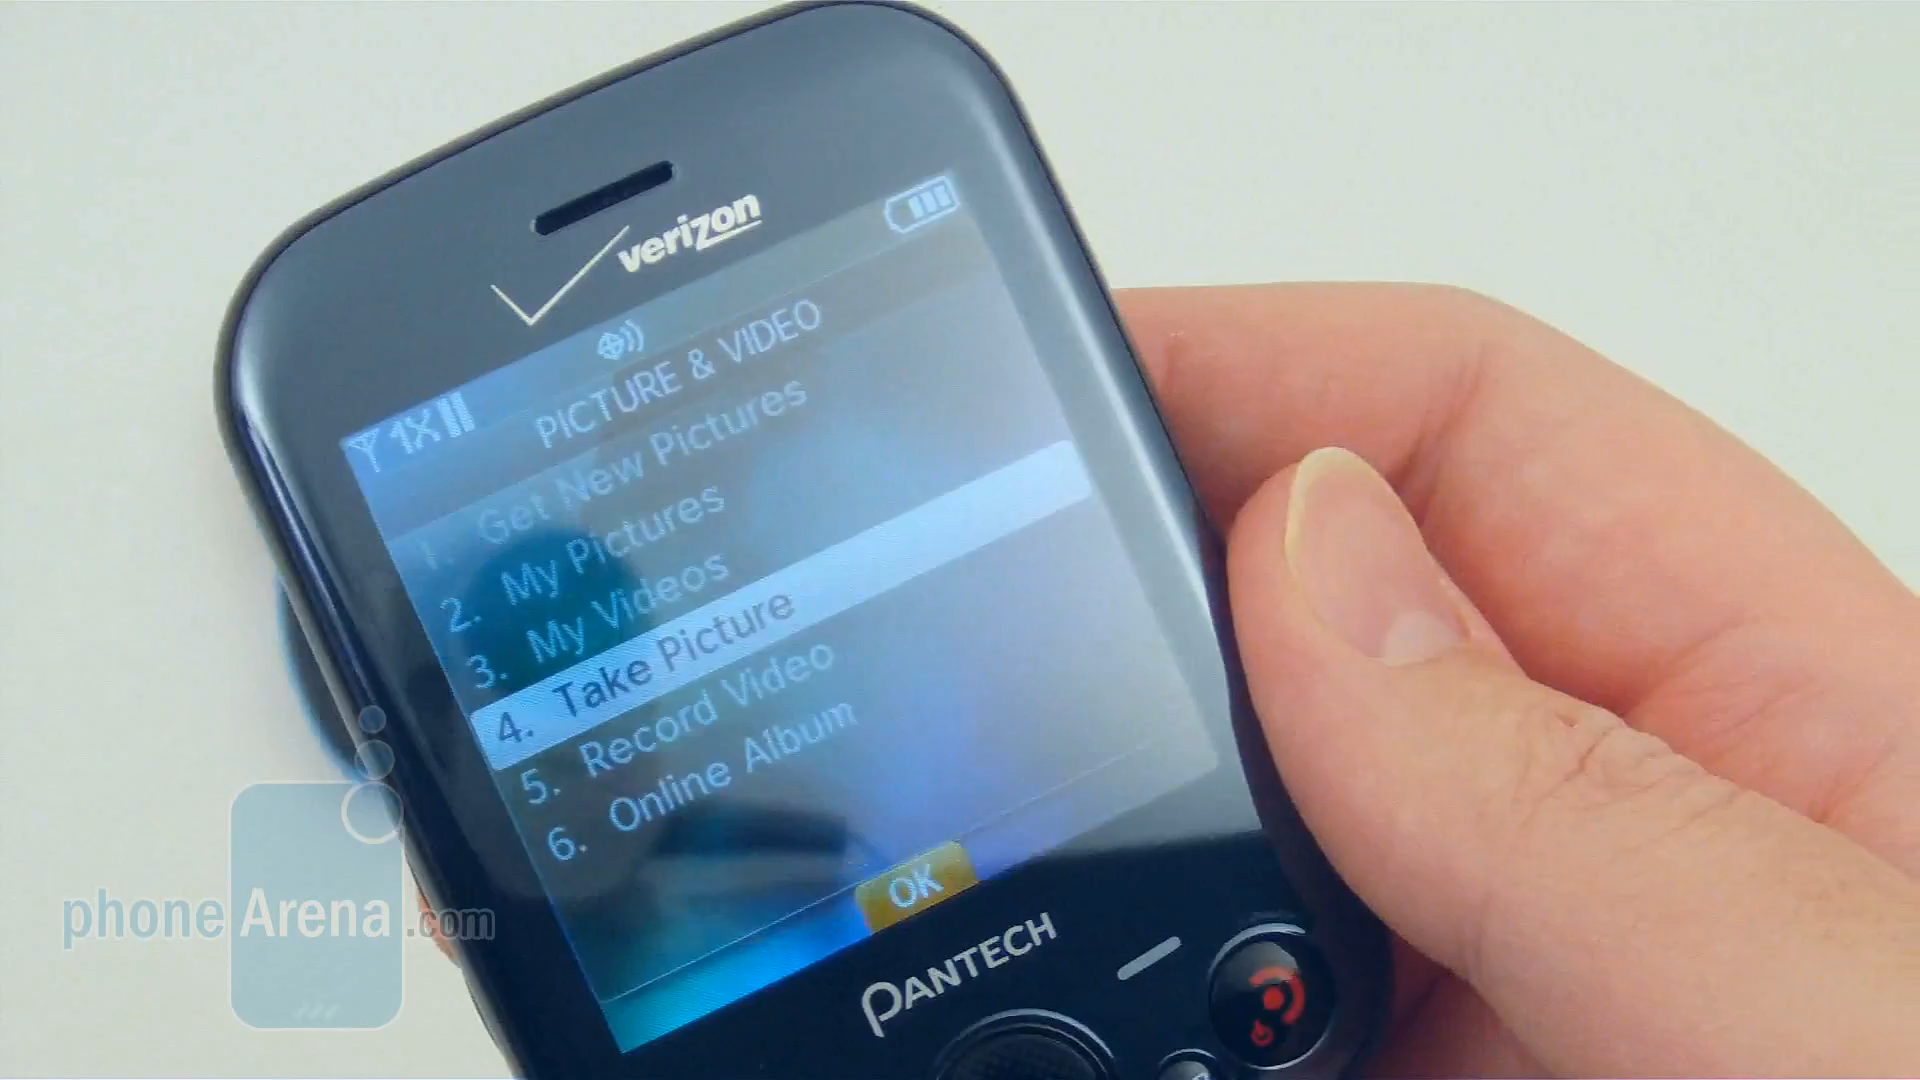 verizon
1X
PICTURE & VIDEO
1. Get New Pictures
2. My Pictures
3. My Videos
4. Take Picture
5. Record Video
6. Online Album
OK
PANTECH
phoneArena.com